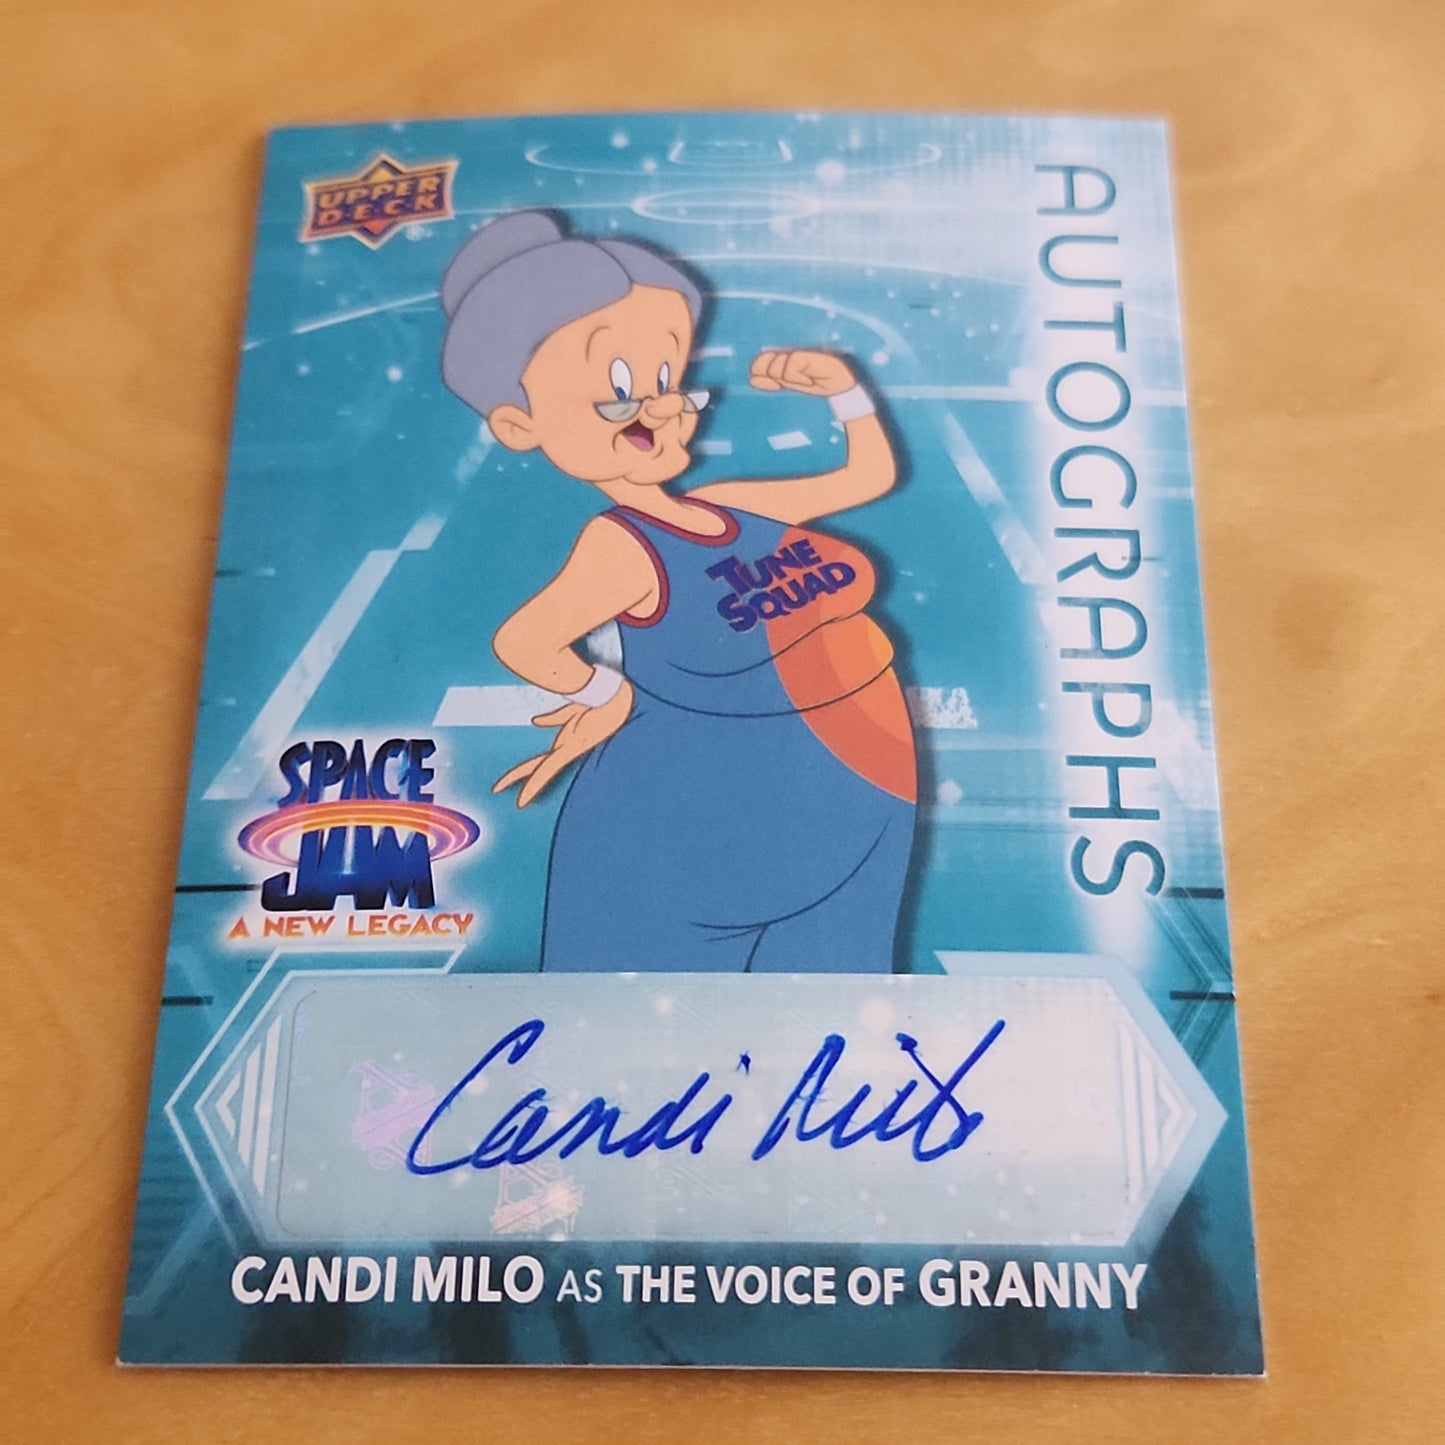 UPPER
DECK
AUTOGRAPHS
TUNE
SQUAD
SPACE
JAM
A NEW LEGACY
Candi Milo
CANDI MILO AS THE VOICE OF GRANNY